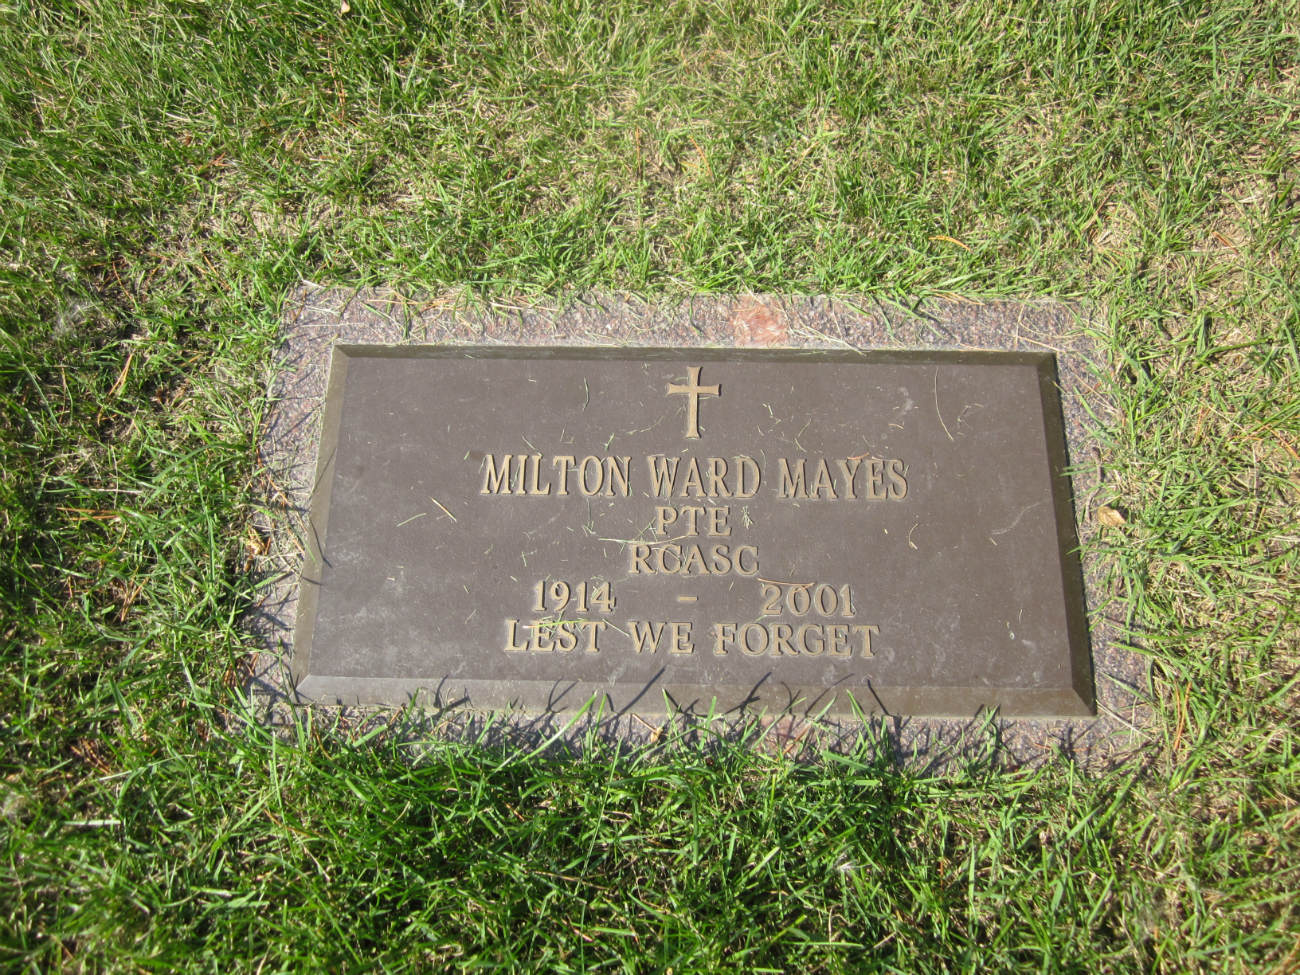 MILTON WARD MAYES
PTE
RCASC
1914 - 2001
LEST WE FORGET